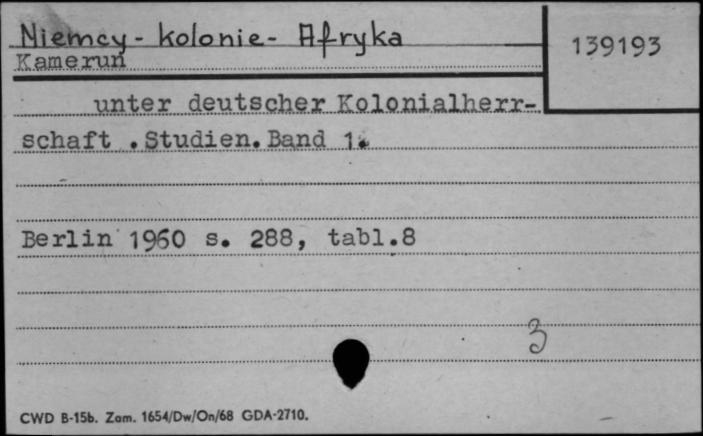 Niemcy - kolonie - Afryka
139193
Kamerun
unter deutscher Kolonialherr-
schaft .Studien. Band 1.
Berlin 1960 s. 288, tabl.8
3
CWD B-15b. Zam. 1654/Dw/On/68 GDA-2710.